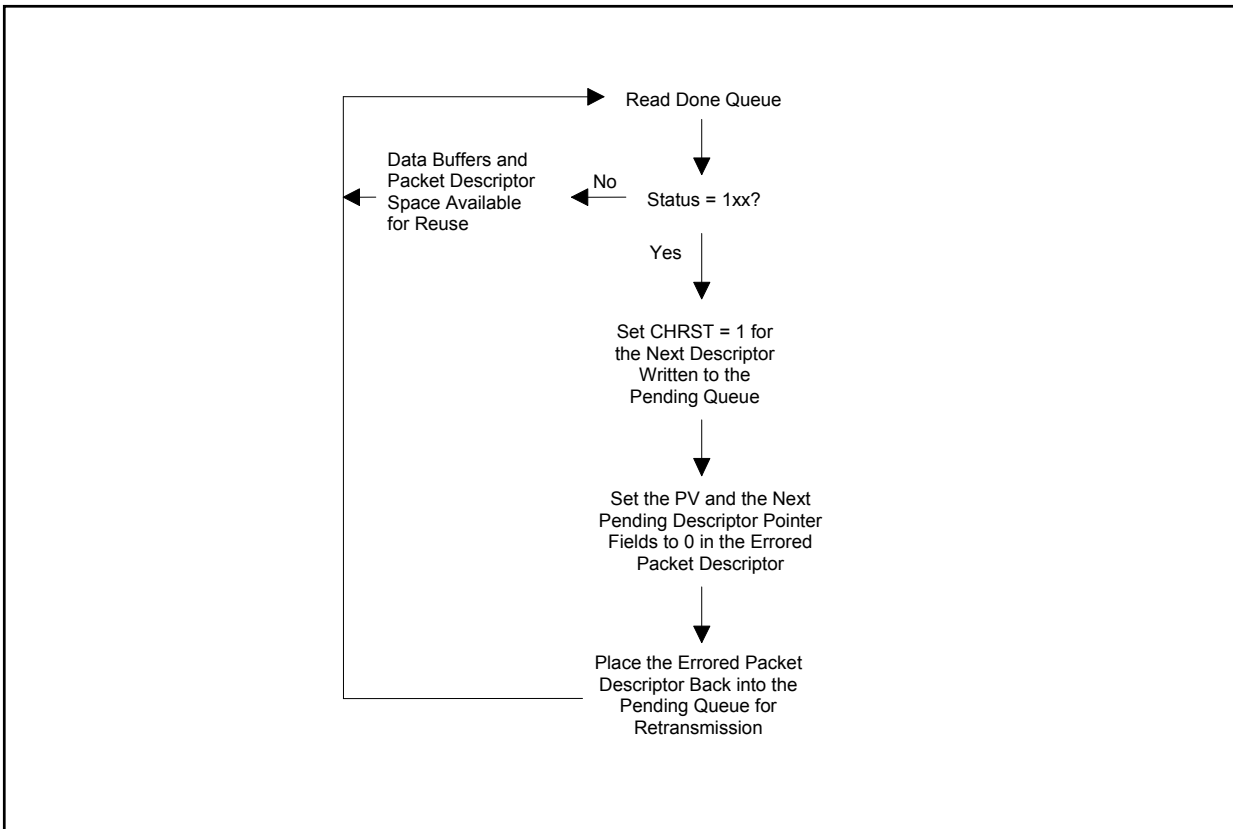 Read Done Queue
Data Buffers and
Packet Descriptor
Space Available
for Reuse
No
Status = 1xx?
Yes
Set CHRST = 1 for
the Next Descriptor
Written to the
Pending Queue
Set the PV and the Next
Pending Descriptor Pointer
Fields to 0 in the Errored
Packet Descriptor
Place the Errored Packet
Descriptor Back into the
Pending Queue for
Retransmission